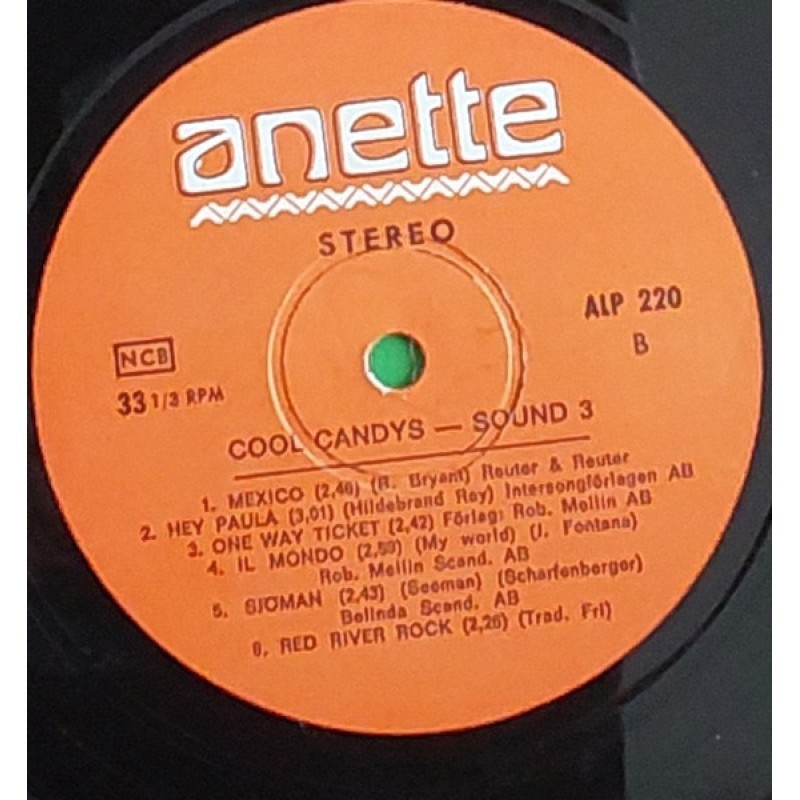 anette
STEREO
ALP 220
B
NCB
33 1/3 RPM
COOL CANDYS — SOUND 3
1. MEXICO (2,46) (R. Bryant) Reuter & Reuter
2. HEY PAULA (3,01) (Hildebrand Ray) Intersongförlagen AB
3. ONE WAY TICKET (2,42) Förlag: Rob. Mellin AB
4. IL MONDO (2,50) (My world) (J. Fontana)
Rob. Mellin Scand. AB
5. SJÖMAN (2,43) (Seeman) (Scharfenberger)
Belinda Scand. AB
6. RED RIVER ROCK (2,26) (Trad. Fri)